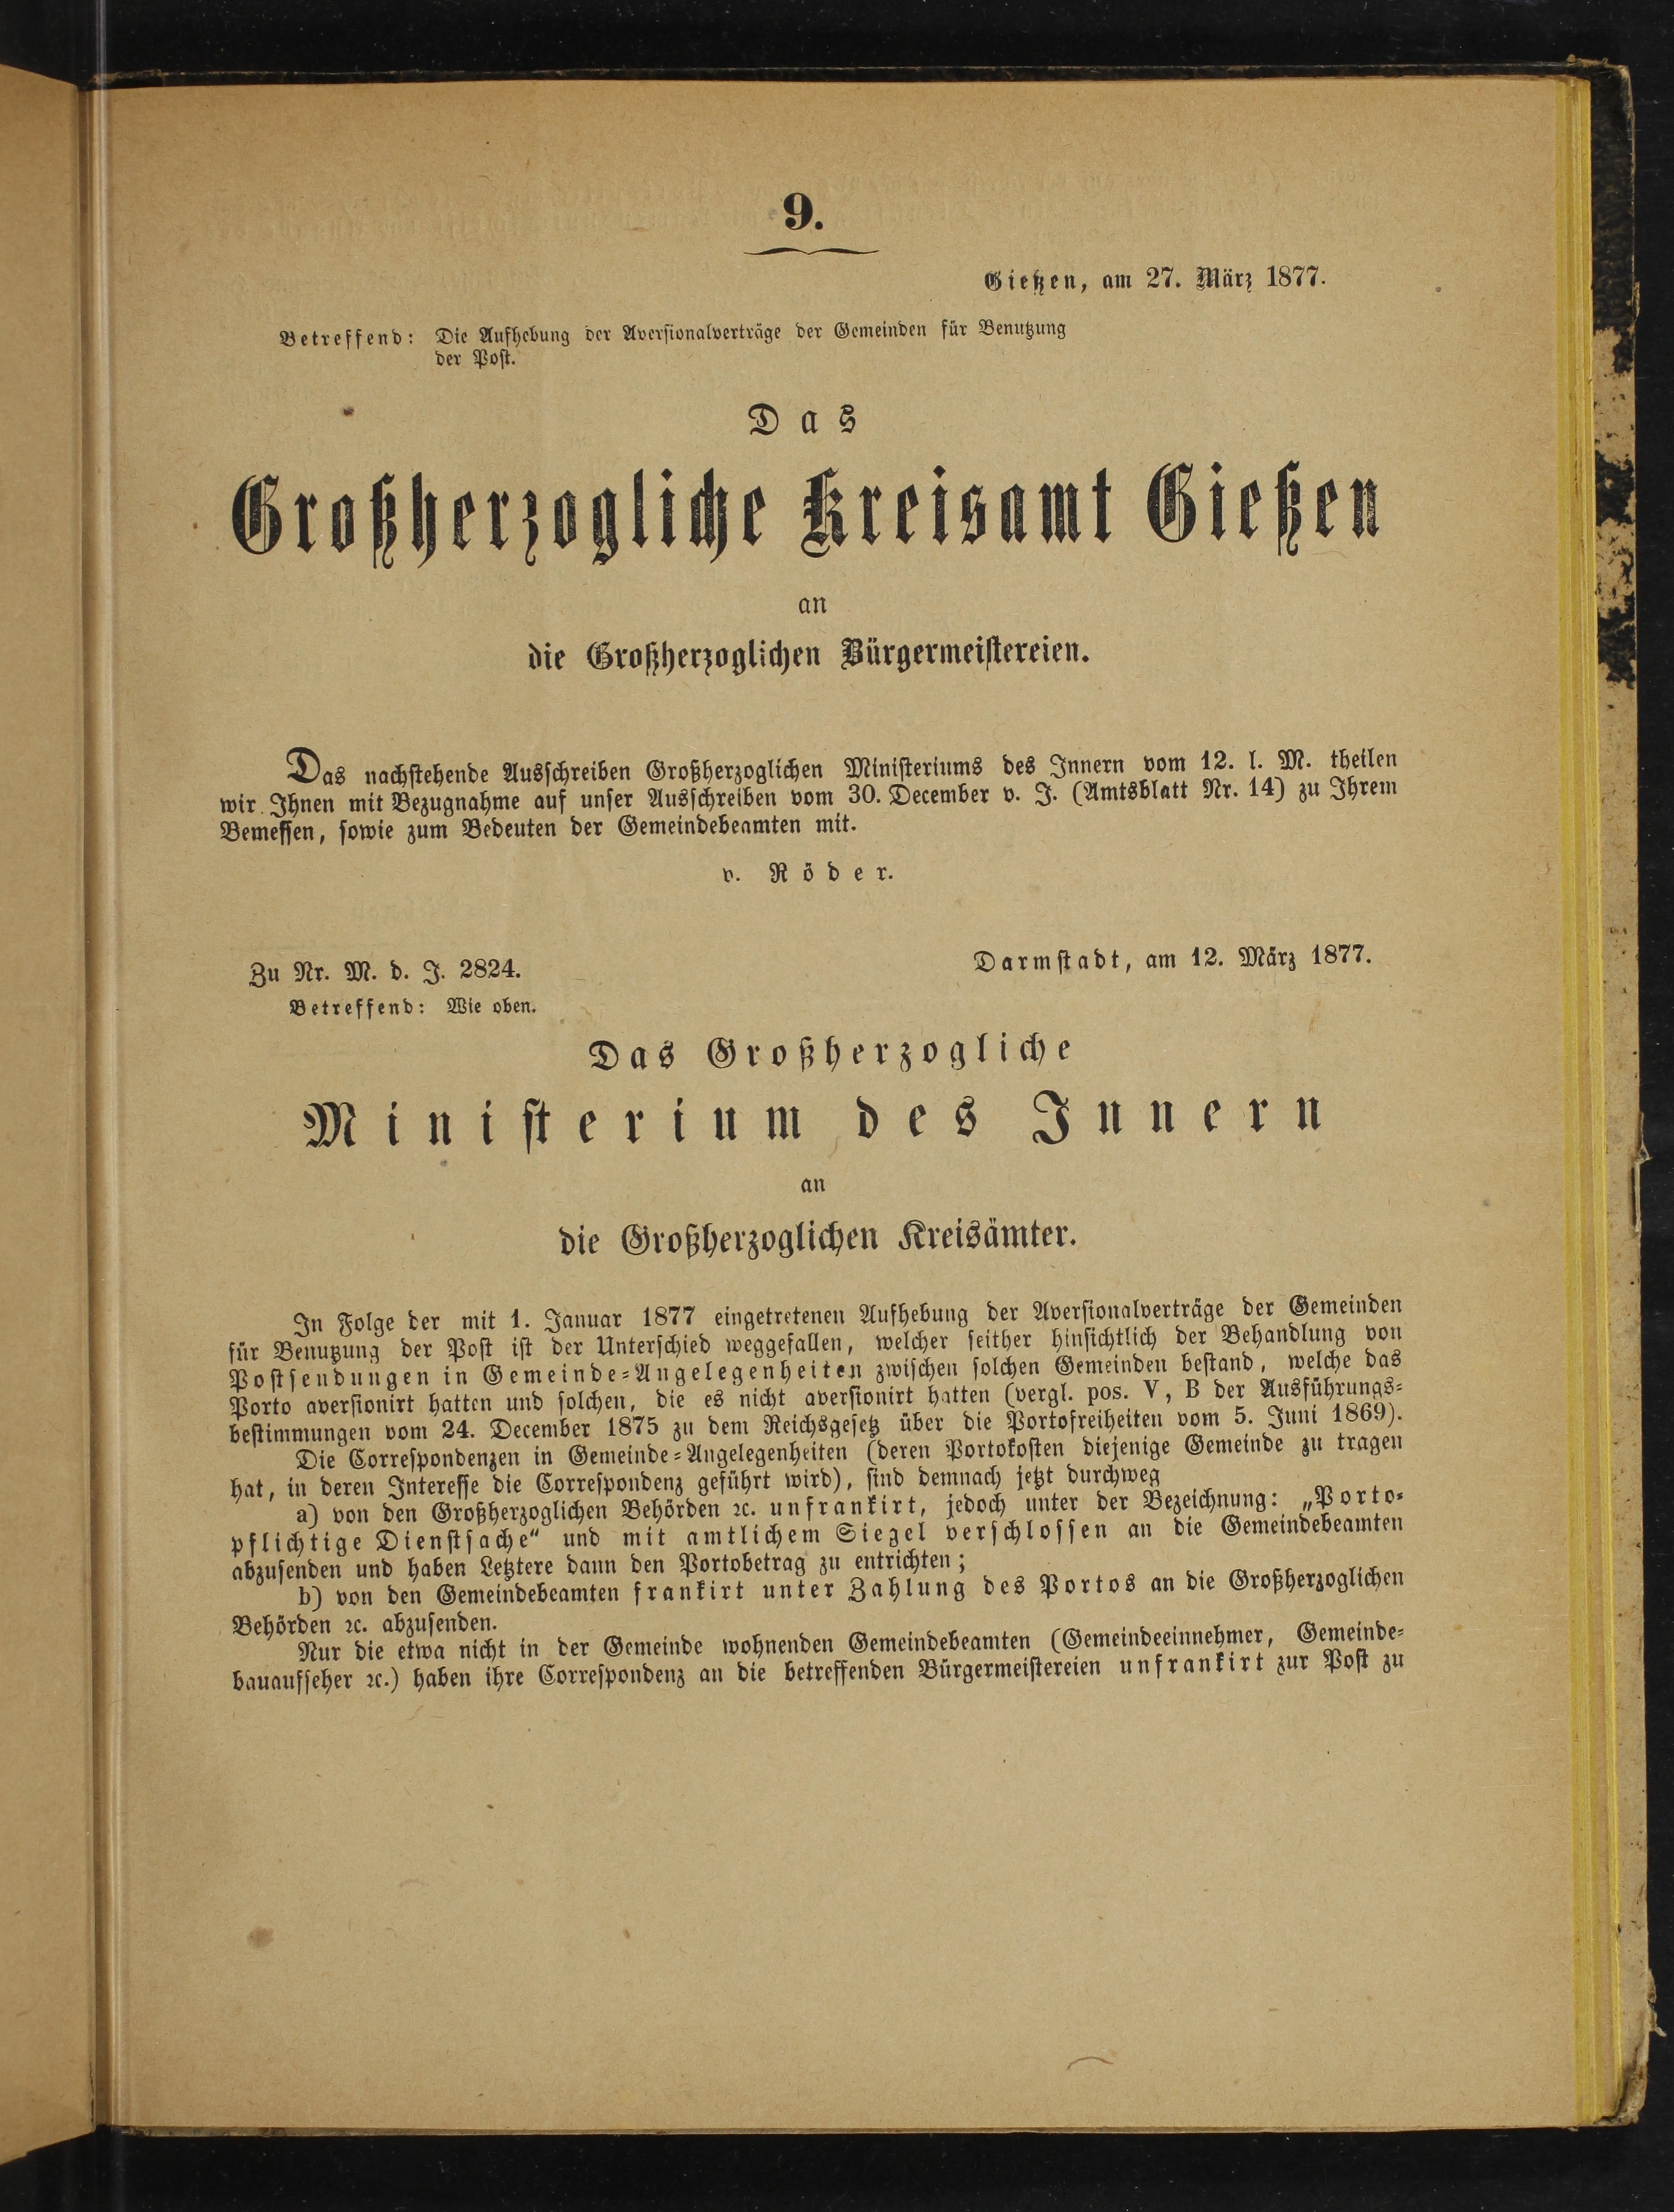 9.
Gießen, am 27. März 1877.
Betreffend: Die Aufhebung der Aversionalverträge der Gemeinden für Benutzung
der Post.
Das
Großherzogliche Kreisamt Gießen
an
die Großherzoglichen Bürgermeistereien.
Das nachstehende Ausschreiben Großherzoglichen Ministeriums des Innern vom 12. l. M. theilen
wir Ihnen mit Bezugnahme auf unser Ausschreiben vom 30. December v. J. (Amtsblatt Nr. 14) zu Ihrem
Bemessen, sowie zum Bedeuten der Gemeindebeamten mit.
v. Röder.
Zu Nr. M. d. J. 2824.
Darmstadt, am 12. März 1877.
Betreffend: Wie oben.
Das Großherzogliche
Ministerium des Innern
an
die Großherzoglichen Kreisämter.
In Folge der mit 1. Januar 1877 eingetretenen Aufhebung der Aversionalverträge der Gemeinden
für Benutzung der Post ist der Unterschied weggefallen, welcher seither hinsichtlich der Behandlung von
Postsendungen in Gemeinde-Angelegenheiten zwischen solchen Gemeinden bestand, welche das
Porto aversionirt hatten und solchen, die es nicht aversionirt hatten (vergl. pos. V, B der Ausführungs-
bestimmungen vom 24. December 1875 zu dem Reichsgesetz über die Portofreiheiten vom 5. Juni 1869).
Die Correspondenzen in Gemeinde-Angelegenheiten (deren Portokosten diejenige Gemeinde zu tragen
hat, in deren Interesse die Correspondenz geführt wird), sind demnach jetzt durchweg
a) von den Großherzoglichen Behörden ꝛc. unfrankirt, jedoch unter der Bezeichnung: „Porto-
pflichtige Dienstsache“ und mit amtlichem Siegel verschlossen an die Gemeindebeamten
abzusenden und haben Letztere dann den Portobetrag zu entrichten;
b) von den Gemeindebeamten frankirt unter Zahlung des Portos an die Großherzoglichen
Behörden ꝛc. abzusenden.
Nur die etwa nicht in der Gemeinde wohnenden Gemeindebeamten (Gemeindeeinnehmer, Gemeinde-
bauaufseher ꝛc.) haben ihre Correspondenz an die betreffenden Bürgermeistereien unfrankirt zur Post zu